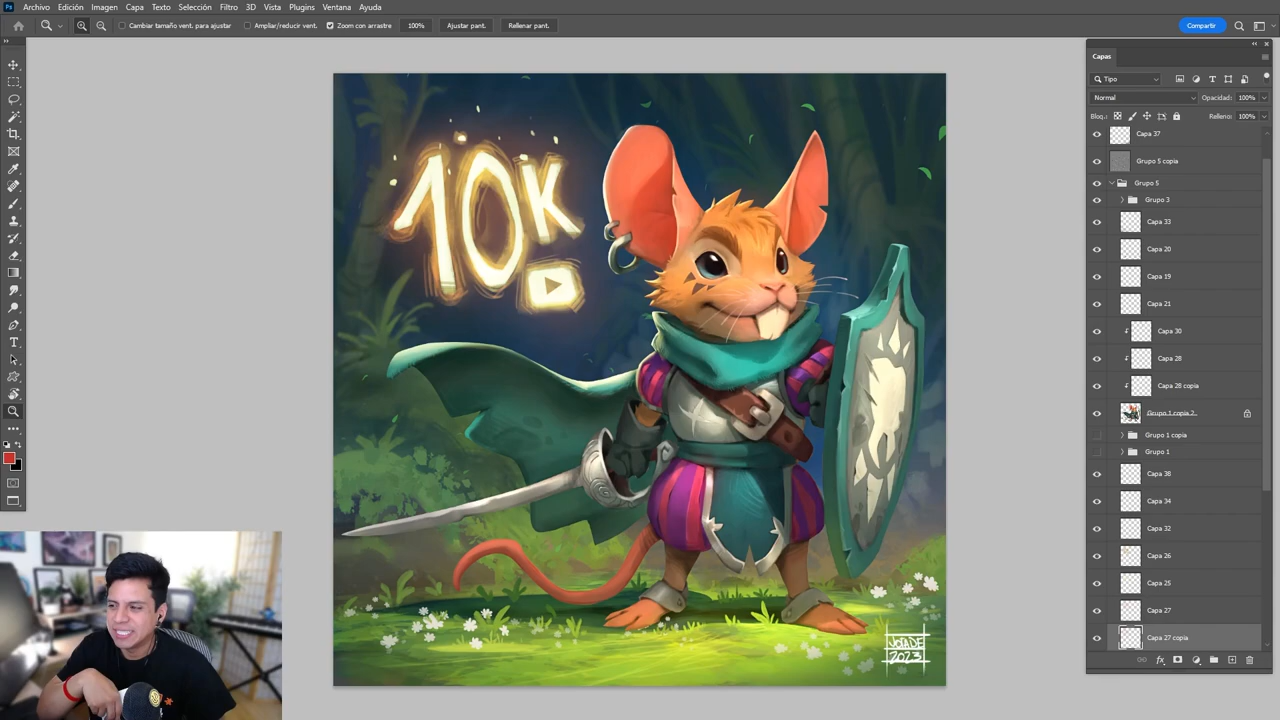 Ps Archivo Edición Imagen Capa Texto Selección Filtro 3D Vista Plugins Ventana Ayuda
Cambiar tamaño vent. para ajustar Ampliar/reducir vent. Zoom con arrastre 100% Ajustar pant. Rellenar pant. Compartir
Capas
Tipo
Normal Opacidad: 100%
Bloq.: Relleno: 100%
Capa 37
Grupo 5 copia
Grupo 5
Grupo 3
Capa 33
Capa 20
Capa 19
Capa 21
Capa 30
Capa 28
Capa 28 copia
Grupo 1 copia 2
Grupo 1 copia
Grupo 1
Capa 38
Capa 34
Capa 32
Capa 26
Capa 25
Capa 27
Capa 27 copia
fx
10K
JOTADE
2023